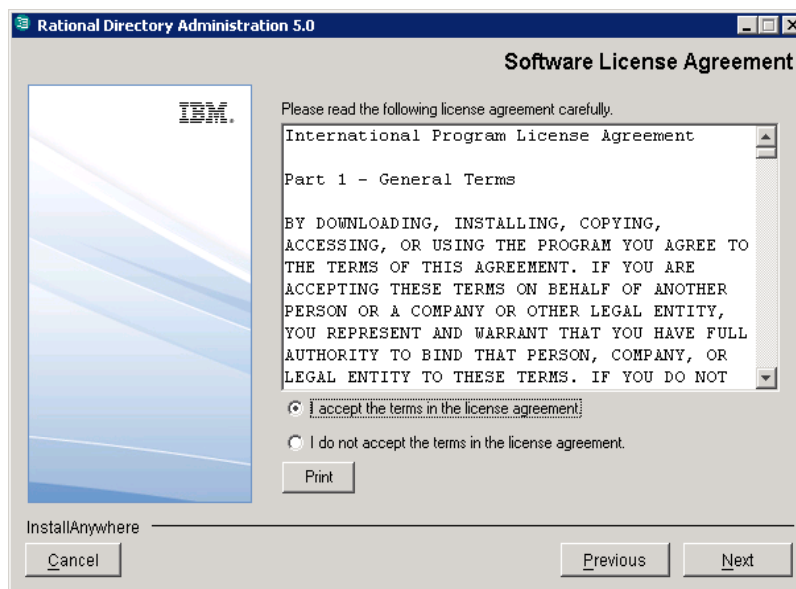 Rational Directory Administration 5.0
Software License Agreement
IBM.
Please read the following license agreement carefully.
International Program License Agreement
Part 1 - General Terms
BY DOWNLOADING, INSTALLING, COPYING,
ACCESSING, OR USING THE PROGRAM YOU AGREE TO
THE TERMS OF THIS AGREEMENT. IF YOU ARE
ACCEPTING THESE TERMS ON BEHALF OF ANOTHER
PERSON OR A COMPANY OR OTHER LEGAL ENTITY,
YOU REPRESENT AND WARRANT THAT YOU HAVE FULL
AUTHORITY TO BIND THAT PERSON, COMPANY, OR
LEGAL ENTITY TO THESE TERMS. IF YOU DO NOT
I accept the terms in the license agreement.
I do not accept the terms in the license agreement.
Print
InstallAnywhere
Cancel
Previous
Next